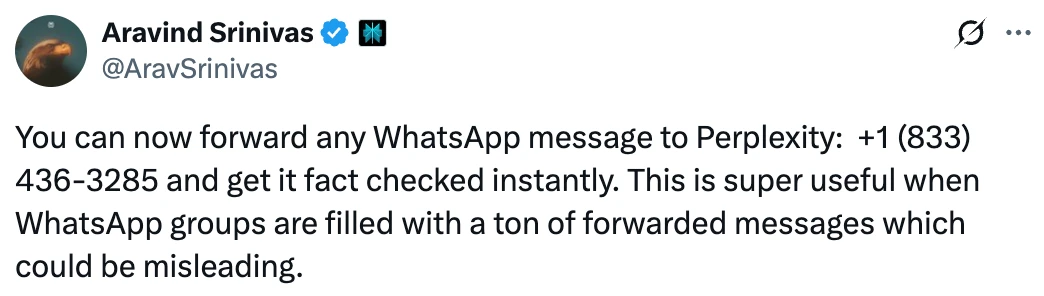 Aravind Srinivas
@AravSrinivas
You can now forward any WhatsApp message to Perplexity:  +1 (833)
436-3285 and get it fact checked instantly. This is super useful when
WhatsApp groups are filled with a ton of forwarded messages which
could be misleading.